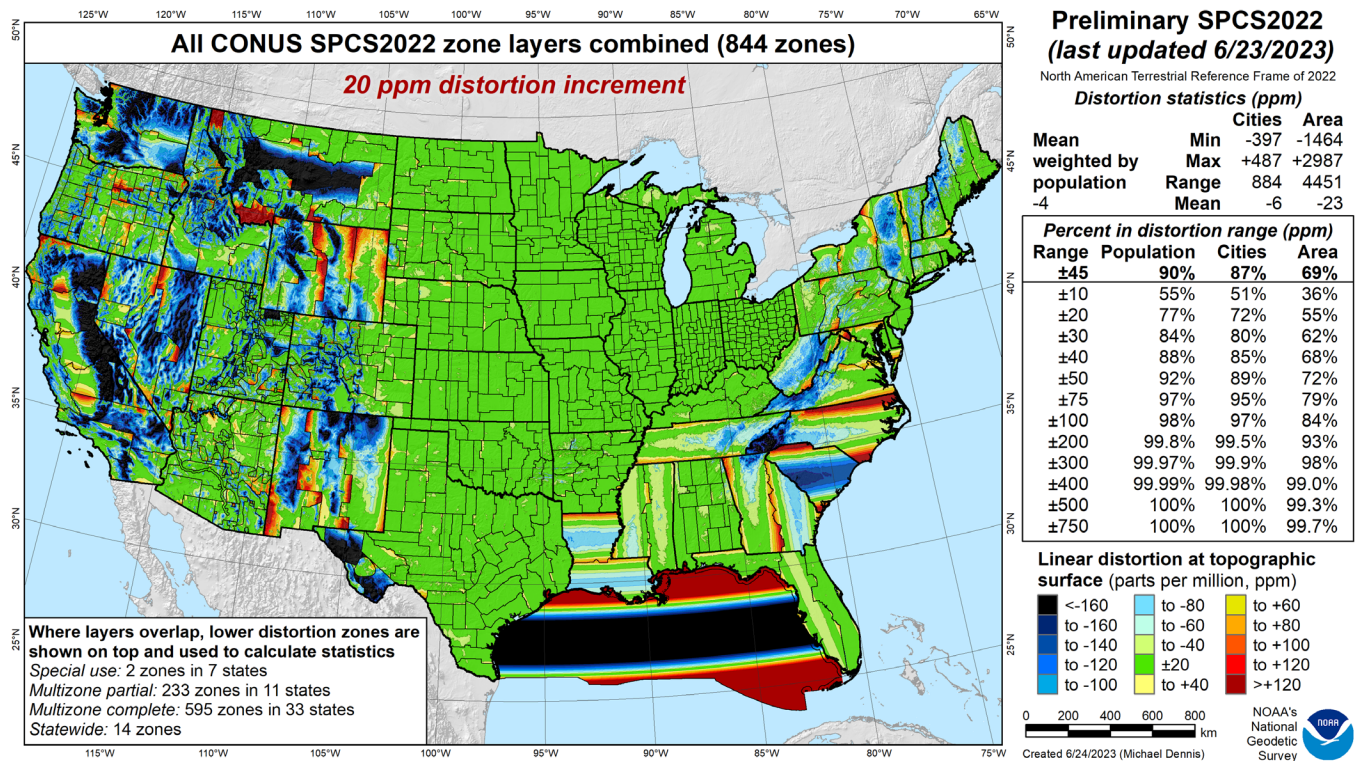 125°W 120°W 115°W 110°W 105°W 100°W 95°W 90°W 85°W 80°W 75°W 70°W 65°W
50°N
45°N
40°N
35°N
30°N
25°N
50°N
45°N
40°N
35°N
30°N
25°N
All CONUS SPCS2022 zone layers combined (844 zones)
20 ppm distortion increment
Where layers overlap, lower distortion zones are
shown on top and used to calculate statistics
Special use: 2 zones in 7 states
Multizone partial: 233 zones in 11 states
Multizone complete: 595 zones in 33 states
Statewide: 14 zones
115°W 110°W 105°W 100°W 95°W 90°W 85°W 80°W 75°W
Preliminary SPCS2022
(last updated 6/23/2023)
North American Terrestrial Reference Frame of 2022
Distortion statistics (ppm)
Cities Area
Mean Min -397 -1464
weighted by Max +487 +2987
population Range 884 4451
-4 Mean -6 -23
Percent in distortion range (ppm)
Range Population Cities Area
±45 90% 87% 69%
±10 55% 51% 36%
±20 77% 72% 55%
±30 84% 80% 62%
±40 88% 85% 68%
±50 92% 89% 72%
±75 97% 95% 79%
±100 98% 97% 84%
±200 99.8% 99.5% 93%
±300 99.97% 99.9% 98%
±400 99.99% 99.98% 99.0%
±500 100% 100% 99.3%
±750 100% 100% 99.7%
Linear distortion at topographic
surface (parts per million, ppm)
<-160 to -80 to +60
to -160 to -60 to +80
to -140 to -40 to +100
to -120 ±20 to +120
to -100 to +40 >+120
0 200 400 600 800
km
Created 6/24/2023 (Michael Dennis)
NOAA's
National
Geodetic
Survey
NOAA